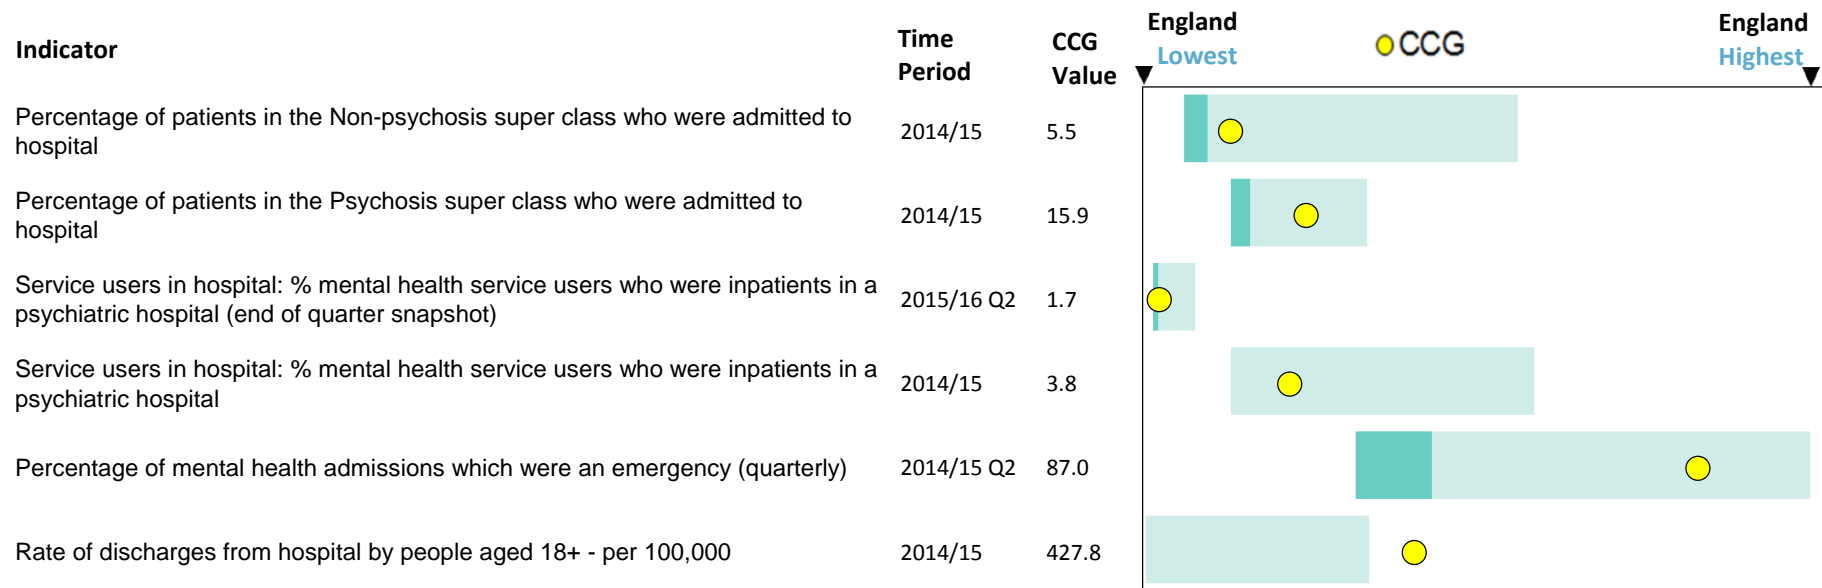 Indicator
Time
Period
CCG
Value
England
Lowest
CCG
England
Highest
Percentage of patients in the Non-psychosis super class who were admitted to
hospital
2014/15
5.5
Percentage of patients in the Psychosis super class who were admitted to
hospital
2014/15
15.9
Service users in hospital: % mental health service users who were inpatients in a
psychiatric hospital (end of quarter snapshot)
2015/16 Q2
1.7
Service users in hospital: % mental health service users who were inpatients in a
psychiatric hospital
2014/15
3.8
Percentage of mental health admissions which were an emergency (quarterly)
2014/15 Q2
87.0
Rate of discharges from hospital by people aged 18+ - per 100,000
2014/15
427.8